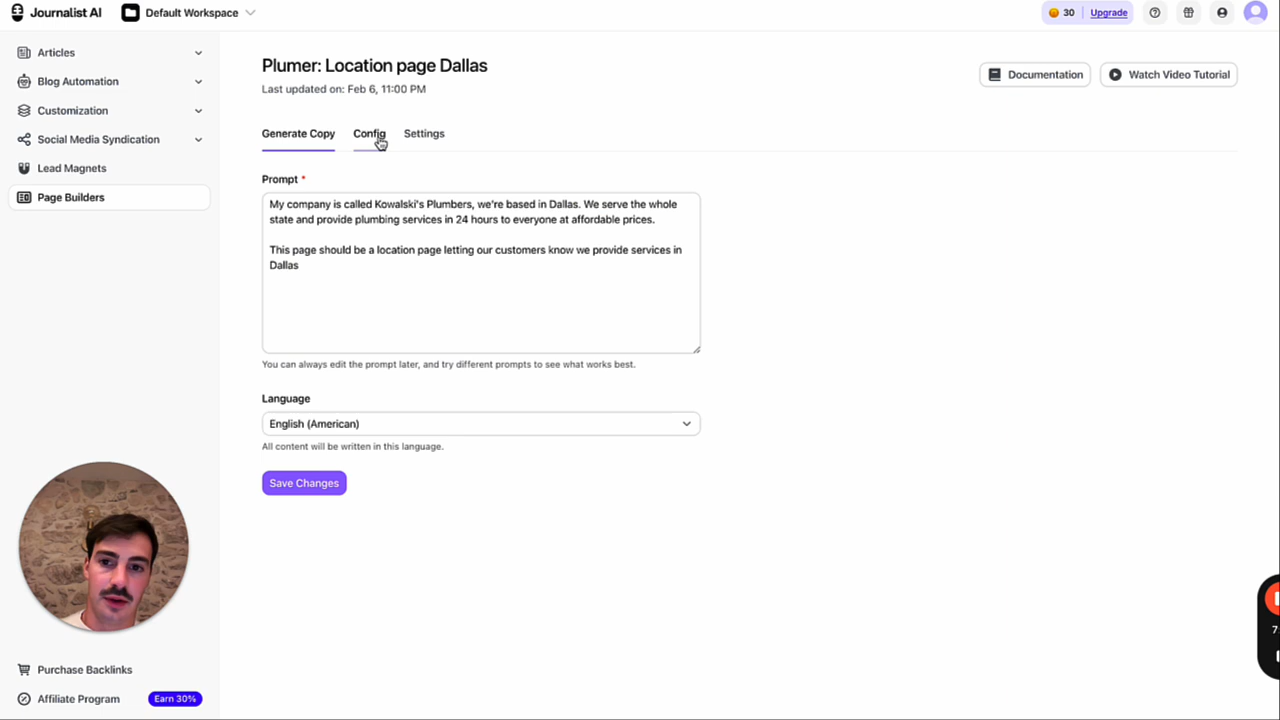 Journalist AI
Default Workspace
30
Upgrade
Articles
Blog Automation
Customization
Social Media Syndication
Lead Magnets
Page Builders
Plumer: Location page Dallas
Last updated on: Feb 6, 11:00 PM
Documentation
Watch Video Tutorial
Generate Copy
Config
Settings
Prompt *
My company is called Kowalski's Plumbers, we're based in Dallas. We serve the whole
state and provide plumbing services in 24 hours to everyone at affordable prices.
This page should be a location page letting our customers know we provide services in
Dallas
You can always edit the prompt later, and try different prompts to see what works best.
Language
English (American)
All content will be written in this language.
Save Changes
Purchase Backlinks
Affiliate Program
Earn 30%